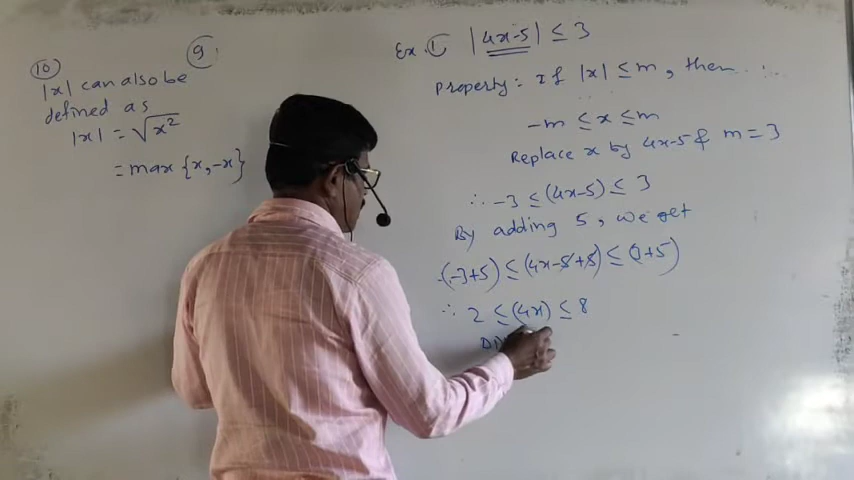 10
9
|x| can also be
defined as
|x| = √x²
= max {x, -x}
Ex. 1 |4x-5| ≤ 3
Property: If |x| ≤ m, then....
-m ≤ x ≤ m
Replace x by 4x-5 & m = 3
∴ -3 ≤ (4x-5) ≤ 3
By adding 5, we get
(-3+5) ≤ (4x-5+5) ≤ (3+5)
∴ 2 ≤ (4x) ≤ 8